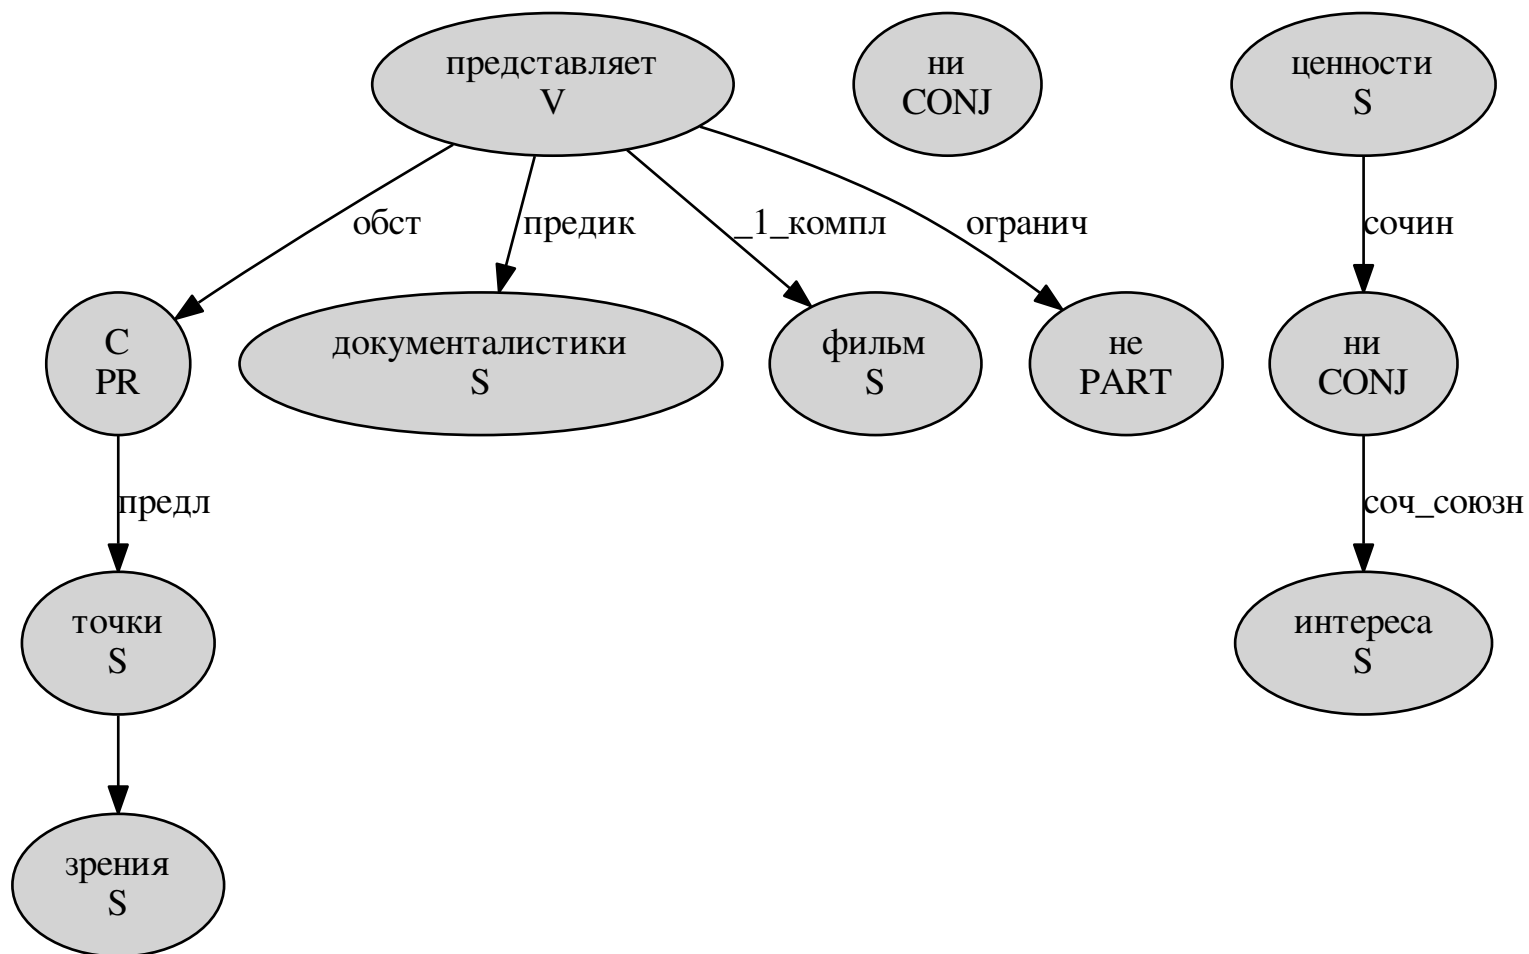 представляет
V
ни
CONJ
ценности
S
обст
предик
_1_компл
огранич
сочин
С
PR
документалистики
S
фильм
S
не
PART
ни
CONJ
предл
соч_союзн
точки
S
интереса
S
зрения
S